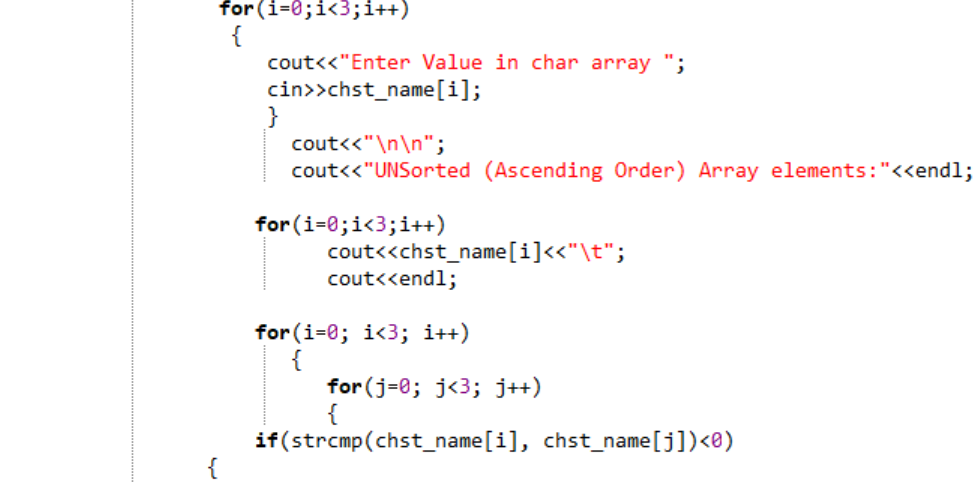 for(i=0;i<3;i++)
{
cout<<"Enter Value in char array ";
cin>>chst_name[i];
}
cout<<"\n\n";
cout<<"UNSorted (Ascending Order) Array elements:"<<endl;
for(i=0;i<3;i++)
cout<<chst_name[i]<<"\t";
cout<<endl;
for(i=0; i<3; i++)
{
for(j=0; j<3; j++)
{
if(strcmp(chst_name[i], chst_name[j])<0)
{